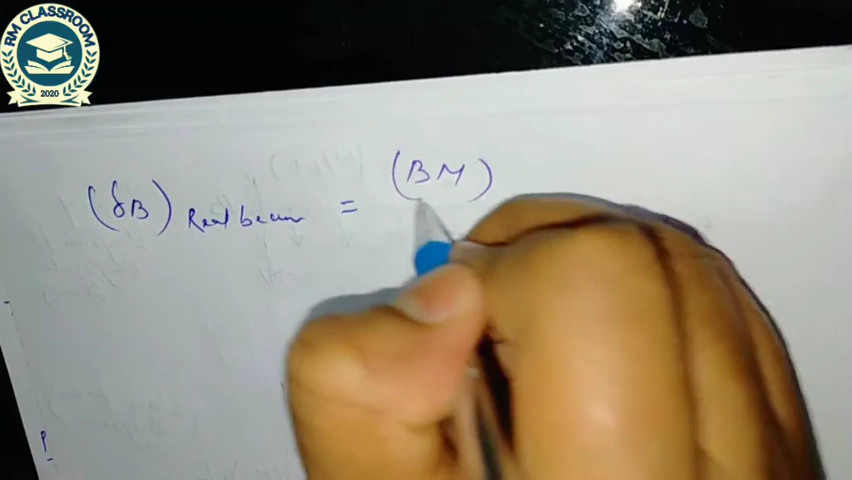 RM CLASSROOM
2020
(δB) Real beam = (BM)